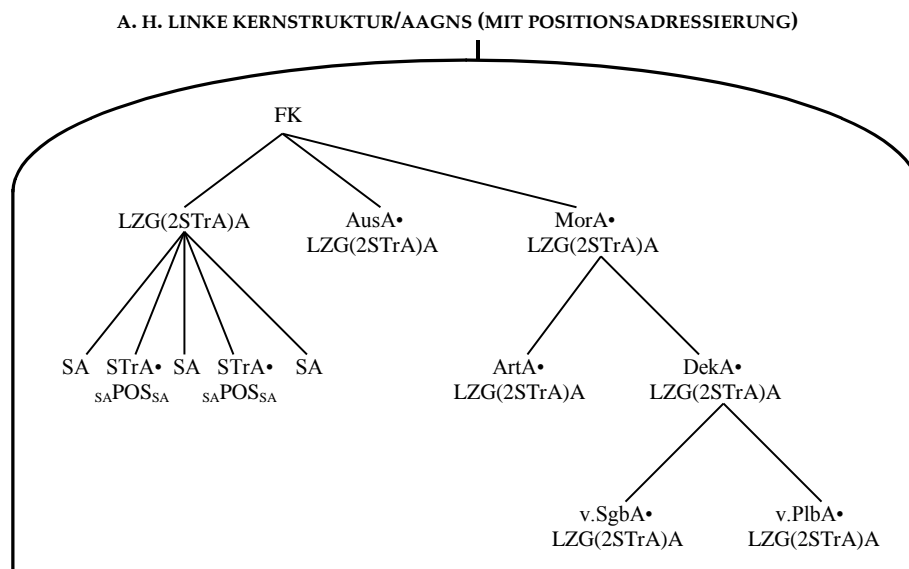 A. H. LINKE KERNSTRUKTUR/AAGNS (MIT POSITIONSADRESSIERUNG)
FK
LZG(2STrA)A AusA• MorA•
LZG(2STrA)A LZG(2STrA)A
SA STrA• SA STrA• SA ArtA• DekA•
SAPOSSA SAPOSSA LZG(2STrA)A LZG(2STrA)A
v.SgbA• v.PlbA•
LZG(2STrA)A LZG(2STrA)A